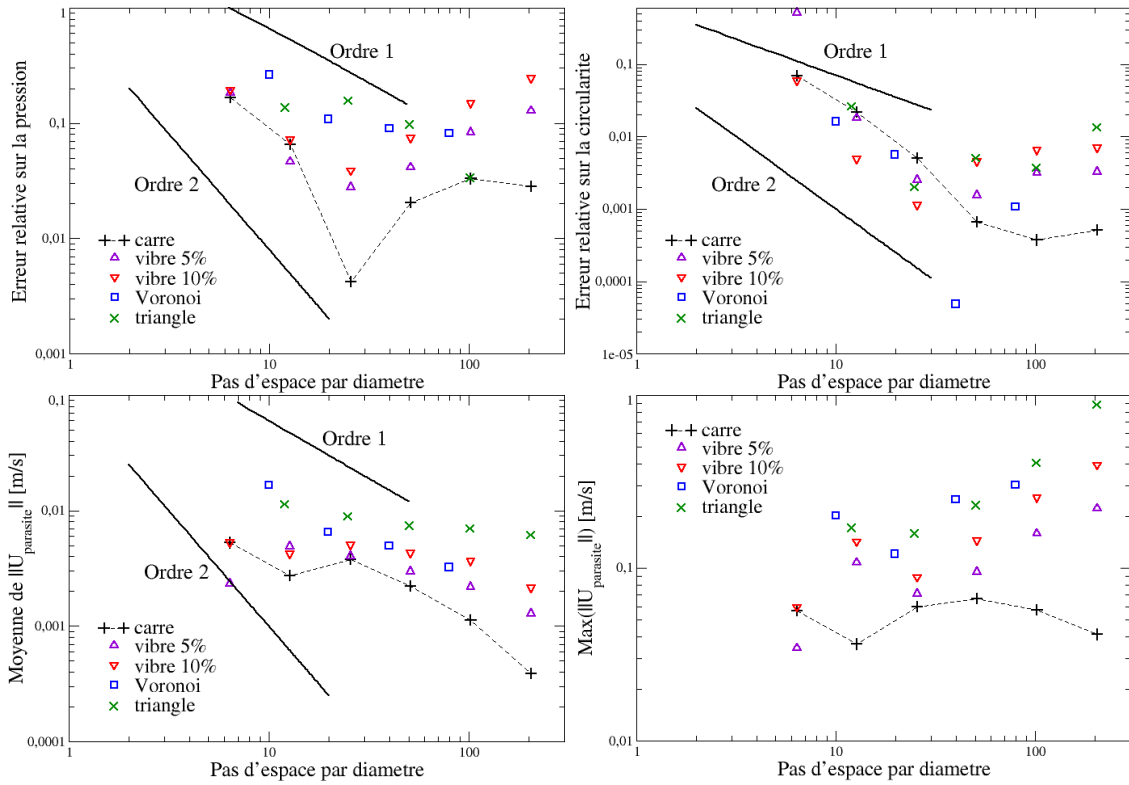 Erreur relative sur la pression
1
0,1
0,01
0,001
Ordre 1
Ordre 2
carre
vibre 5%
vibre 10%
Voronoi
triangle
1
10
100
Pas d'espace par diametre
Erreur relative sur la circularite
0,1
0,01
0,001
0,0001
1e-05
Ordre 1
Ordre 2
carre
vibre 5%
vibre 10%
Voronoi
triangle
1
10
100
Pas d'espace par diametre
Moyenne de ||U_parasite|| [m/s]
0,1
0,01
0,001
0,0001
Ordre 1
Ordre 2
carre
vibre 5%
vibre 10%
Voronoi
triangle
1
10
100
Pas d'espace par diametre
Max(||U_parasite||) [m/s]
1
0,1
0,01
carre
vibre 5%
vibre 10%
Voronoi
triangle
1
10
100
Pas d'espace par diametre